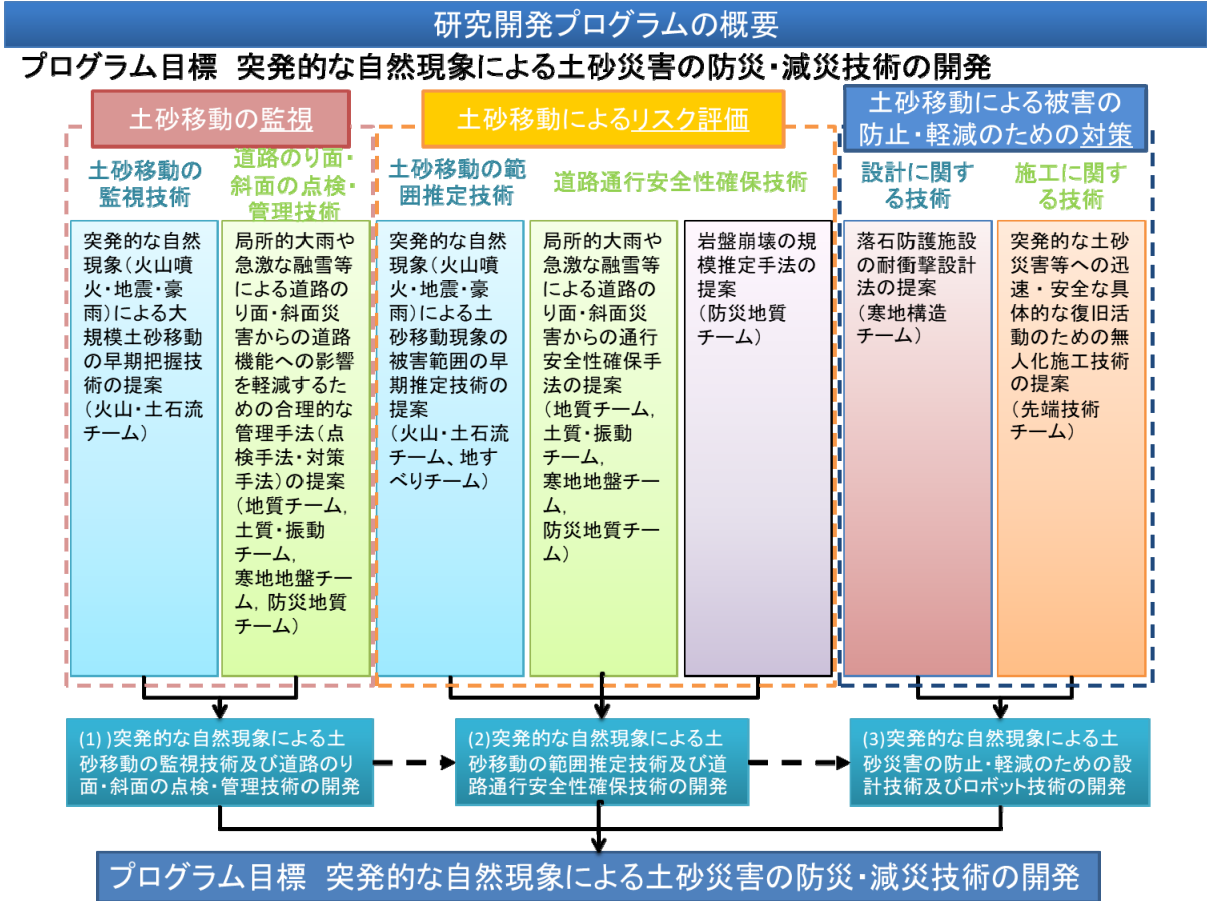 研究開発プログラムの概要
プログラム目標 突発的な自然現象による土砂災害の防災・減災技術の開発
土砂移動の監視
土砂移動の
監視技術
道路のり面・
斜面の点検・
管理技術
突発的な自然
現象（火山噴
火・地震・豪
雨）による大
規模土砂移動
の早期把握技
術の提案
（火山・土石流
チーム）
局所的大雨や
急激な融雪等
による道路の
り面・斜面災
害からの道路
機能への影響
を軽減するた
めの合理的な
管理手法（点
検手法・対策
手法）の提案
（地質チーム，
土質・振動
チーム，
寒地地盤チー
ム，防災地質
チーム）
土砂移動によるリスク評価
土砂移動の範
囲推定技術
道路通行安全性確保技術
突発的な自然
現象（火山噴
火・地震・豪
雨）による土
砂移動現象の
被害範囲の早
期推定技術の
提案
（火山・土石流
チーム、地す
べりチーム）
局所的大雨や
急激な融雪等
による道路の
り面・斜面災
害からの通行
安全性確保手
法の提案
（地質チーム，
土質・振動
チーム，
寒地地盤チー
ム，
防災地質チー
ム）
岩盤崩壊の規
模推定手法の
提案
（防災地質
チーム）
土砂移動による被害の
防止・軽減のための対策
設計に関す
る技術
施工に関す
る技術
落石防護施設
の耐衝撃設計
法の提案
（寒地構造
チーム）
突発的な土砂
災害等への迅
速・安全な具
体的な復旧活
動のための無
人化施工技術
の提案
（先端技術
チーム）
(1) )突発的な自然現象による土
砂移動の監視技術及び道路のり
面・斜面の点検・管理技術の開発
(2)突発的な自然現象による土
砂移動の範囲推定技術及び道
路通行安全性確保技術の開発
(3)突発的な自然現象による土
砂災害の防止・軽減のための設
計技術及びロボット技術の開発
プログラム目標 突発的な自然現象による土砂災害の防災・減災技術の開発